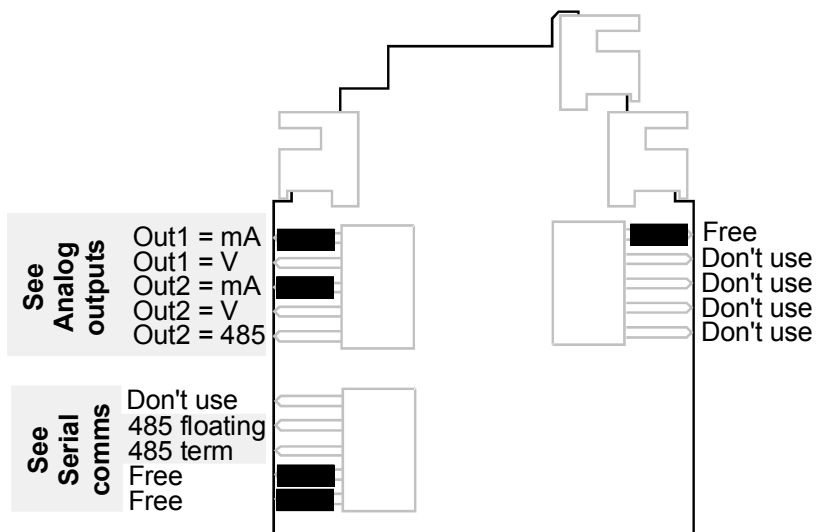 See
Analog
outputs
Out1 = mA
Out1 = V
Out2 = mA
Out2 = V
Out2 = 485
Free
Don't use
Don't use
Don't use
Don't use
See
Serial
comms
Don't use
485 floating
485 term
Free
Free